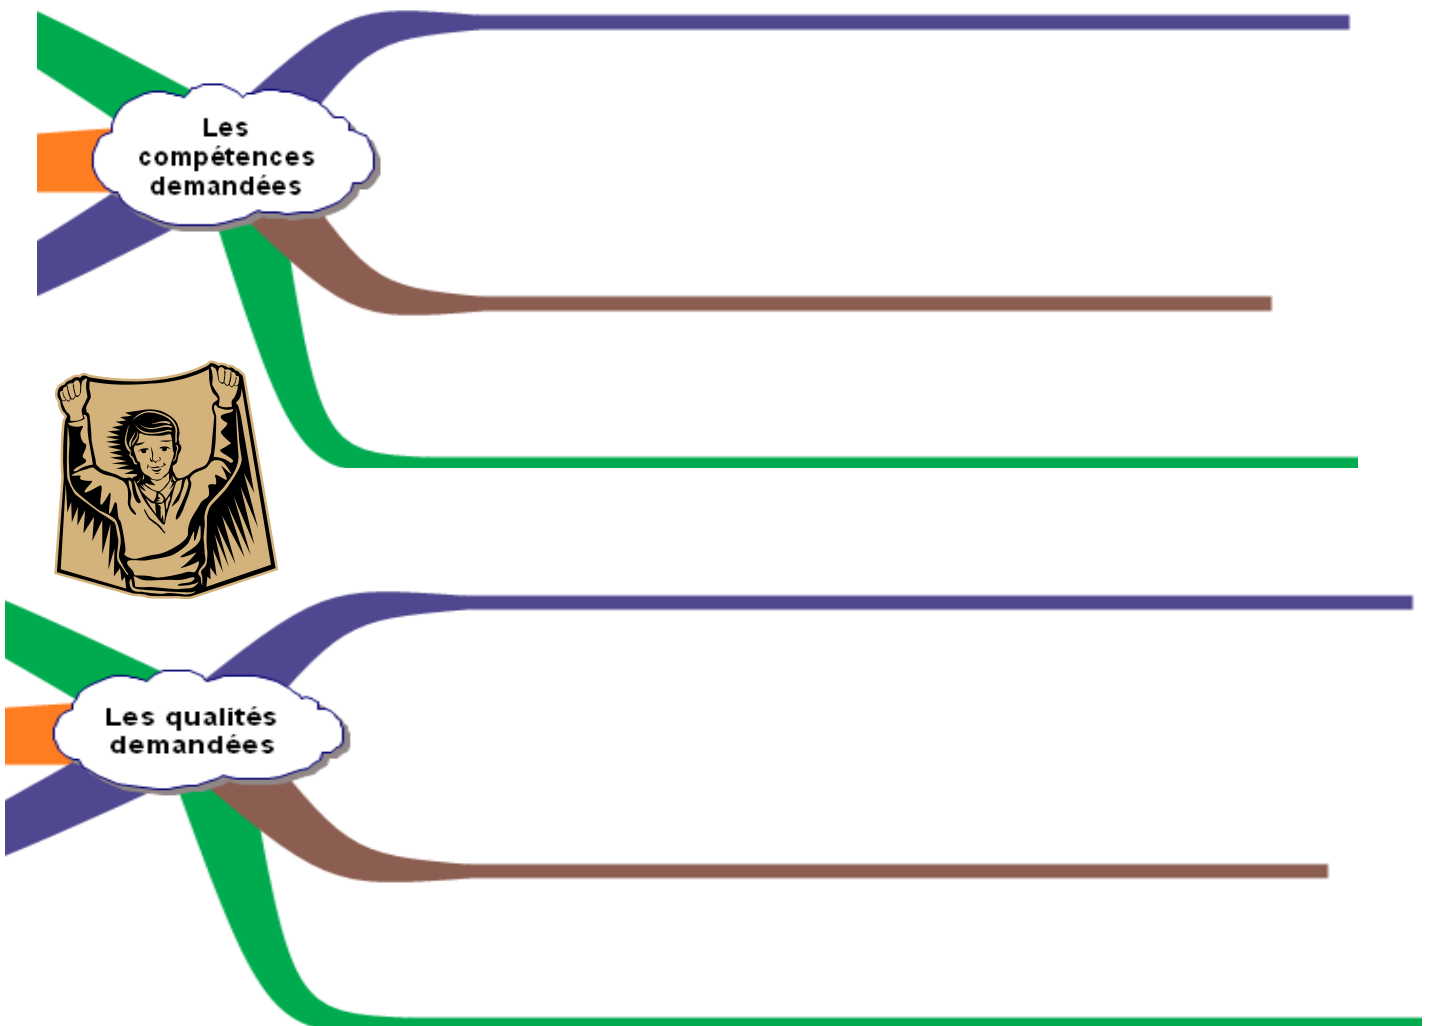 Les
compétences
demandées
Les qualités
demandées